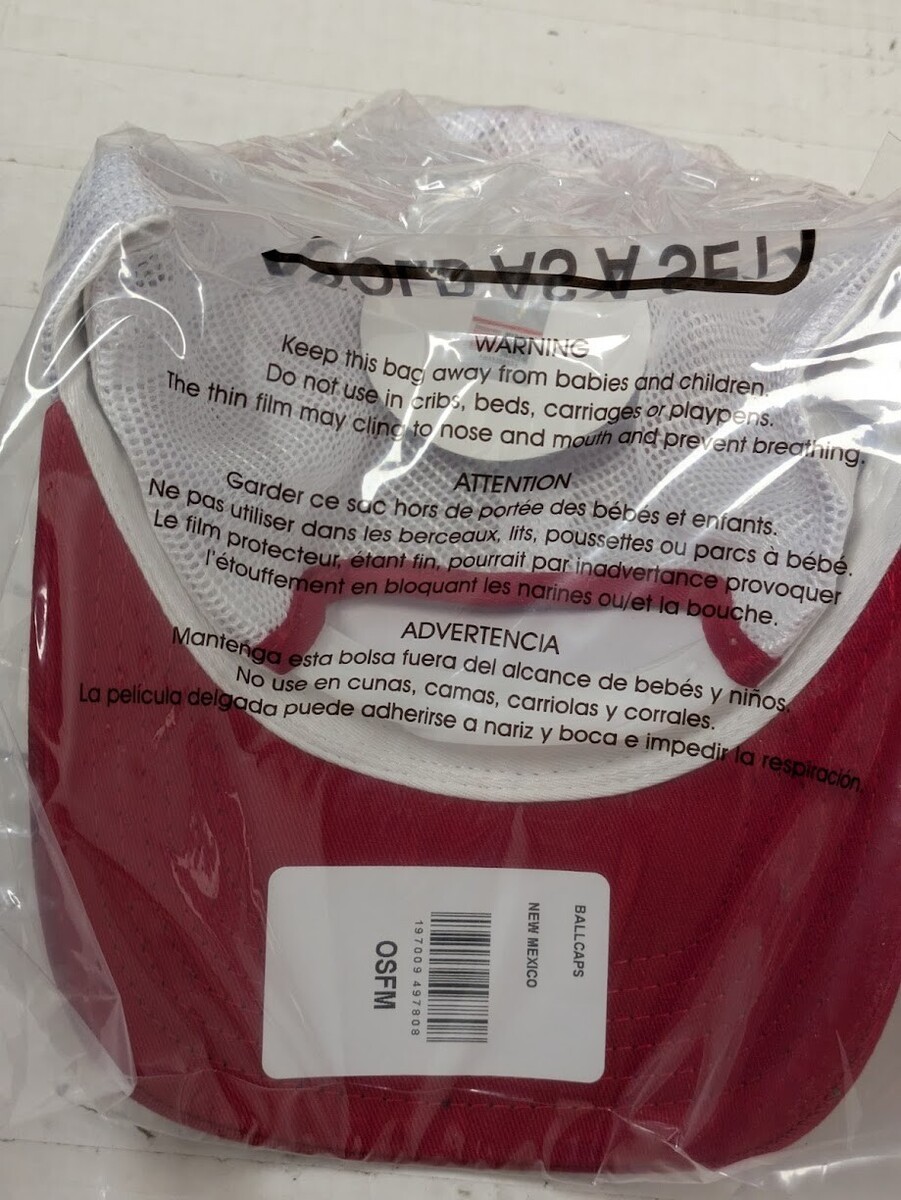 SOLD AS A SET
WARNING
Keep this bag away from babies and children.
Do not use in cribs, beds, carriages or playpens.
The thin film may cling to nose and mouth and prevent breathing.
ATTENTION
Garder ce sac hors de portée des bébés et enfants.
Ne pas utiliser dans les berceaux, lits, poussettes ou parcs à bébé.
Le film protecteur, étant fin, pourrait par inadvertance provoquer
l'étouffement en bloquant les narines ou/et la bouche.
ADVERTENCIA
Mantenga esta bolsa fuera del alcance de bebés y niños.
No use en cunas, camas, carriolas y corrales.
La película delgada puede adherirse a nariz y boca e impedir la respiración.
BALLCAPS
NEW MEXICO
197009 497808
OSFM